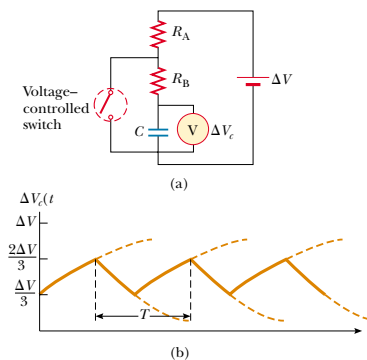 R_A
R_B
Voltage–
controlled
switch
C
V
ΔV_c
ΔV
(a)
ΔV_c(t
ΔV
2ΔV/3
ΔV/3
T
(b)